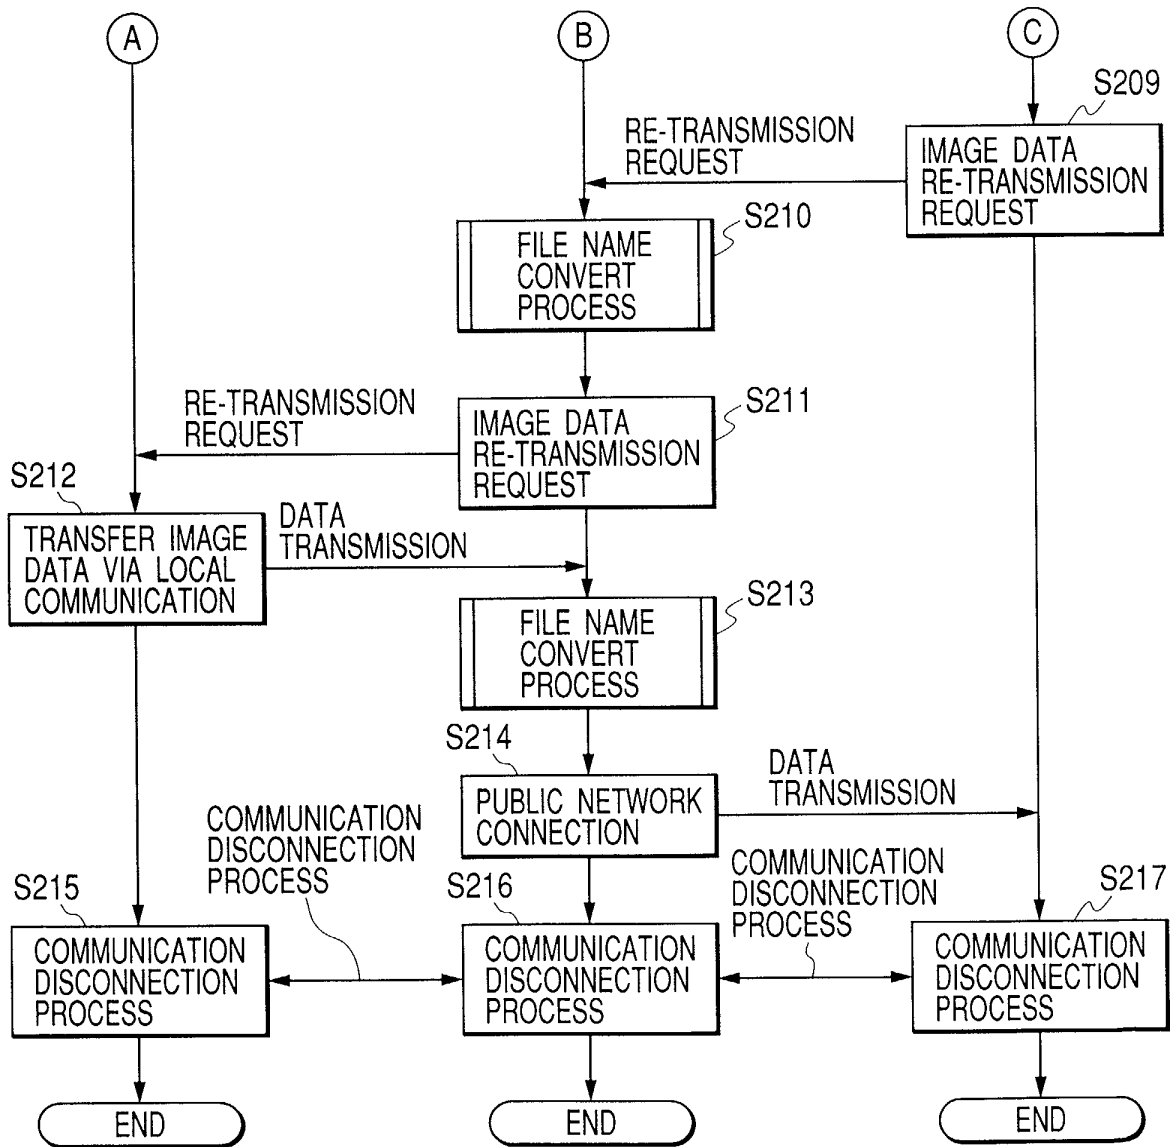 A
B
C
S209
RE-TRANSMISSION
REQUEST
IMAGE DATA
RE-TRANSMISSION
REQUEST
S210
FILE NAME
CONVERT
PROCESS
S211
RE-TRANSMISSION
REQUEST
IMAGE DATA
RE-TRANSMISSION
REQUEST
S212
TRANSFER IMAGE
DATA VIA LOCAL
COMMUNICATION
DATA
TRANSMISSION
S213
FILE NAME
CONVERT
PROCESS
S214
PUBLIC NETWORK
CONNECTION
DATA
TRANSMISSION
COMMUNICATION
DISCONNECTION
PROCESS
COMMUNICATION
DISCONNECTION
PROCESS
S215
COMMUNICATION
DISCONNECTION
PROCESS
S216
COMMUNICATION
DISCONNECTION
PROCESS
S217
COMMUNICATION
DISCONNECTION
PROCESS
END
END
END